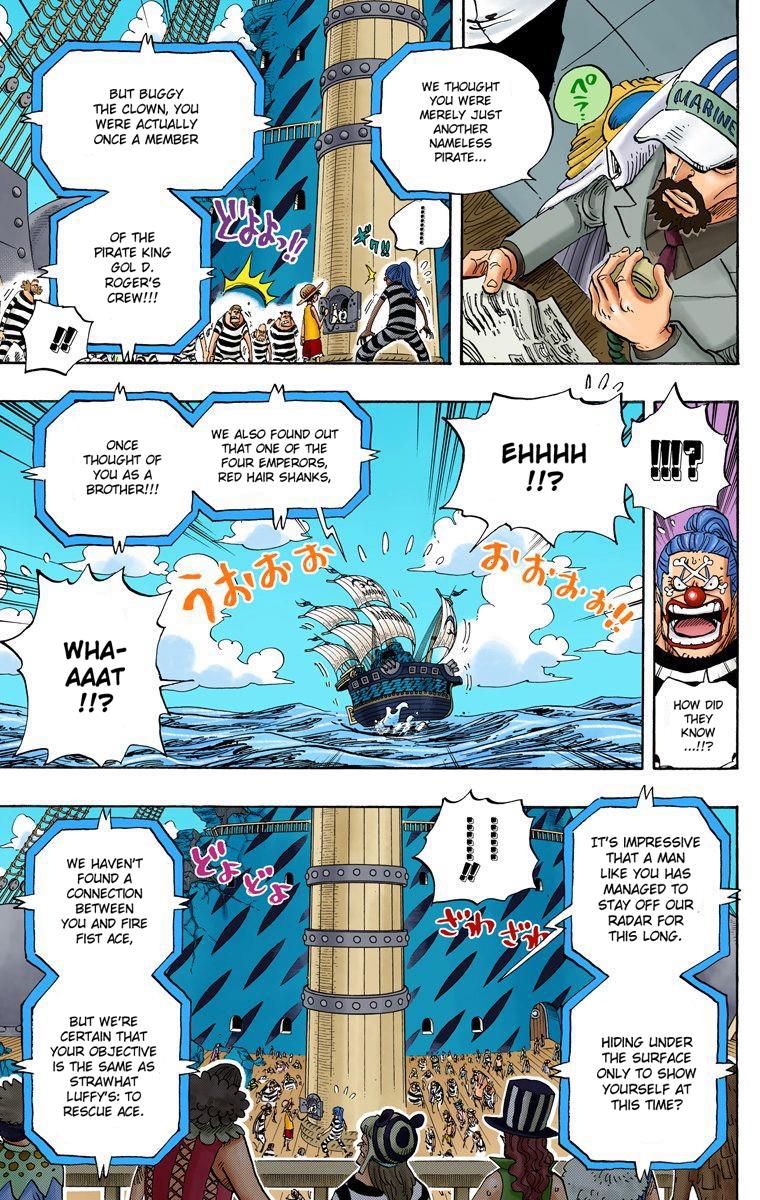 MARINE
ペラ…
WE THOUGHT
YOU WERE
MERELY JUST
ANOTHER
NAMELESS
PIRATE...
BUT BUGGY
THE CLOWN, YOU
WERE ACTUALLY
ONCE A MEMBER
OF THE
PIRATE KING
GOL D.
ROGER'S
CREW!!!
ギクッ!!
どよよっ!!
!!
!!!?
HOW DID
THEY
KNOW
...!!?
EHHHH
!!?
WE ALSO FOUND OUT
THAT ONE OF THE
FOUR EMPERORS,
RED HAIR SHANKS,
ONCE
THOUGHT OF
YOU AS A
BROTHER!!!
おおおお!!
うおおお
WHA-
AAAT
!!?
IT'S IMPRESSIVE
THAT A MAN
LIKE YOU HAS
MANAGED TO
STAY OFF OUR
RADAR FOR
THIS LONG.
HIDING UNDER
THE SURFACE
ONLY TO SHOW
YOURSELF AT
THIS TIME?
ざわ
ざわ
どよ
どよ
WE HAVEN'T
FOUND A
CONNECTION
BETWEEN
YOU AND FIRE
FIST ACE,
BUT WE'RE
CERTAIN THAT
YOUR OBJECTIVE
IS THE SAME AS
STRAWHAT
LUFFY'S: TO
RESCUE ACE.